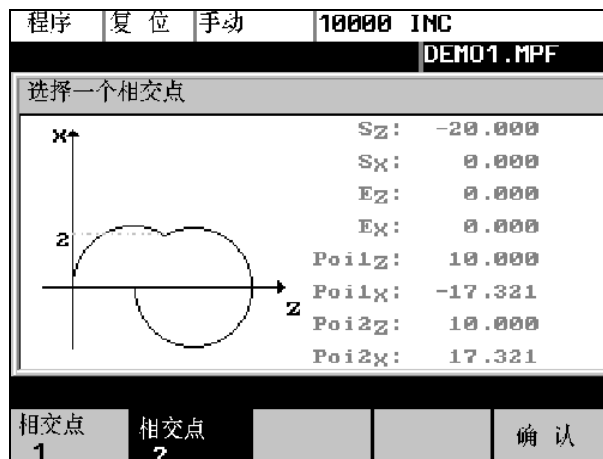 程序 复 位 手动 10000 INC
DEMO1.MPF
选择一个相交点
X
2
Z
Sz: -20.000
Sx: 0.000
Ez: 0.000
Ex: 0.000
Poi1z: 10.000
Poi1x: -17.321
Poi2z: 10.000
Poi2x: 17.321
相交点 1
相交点 2
确 认